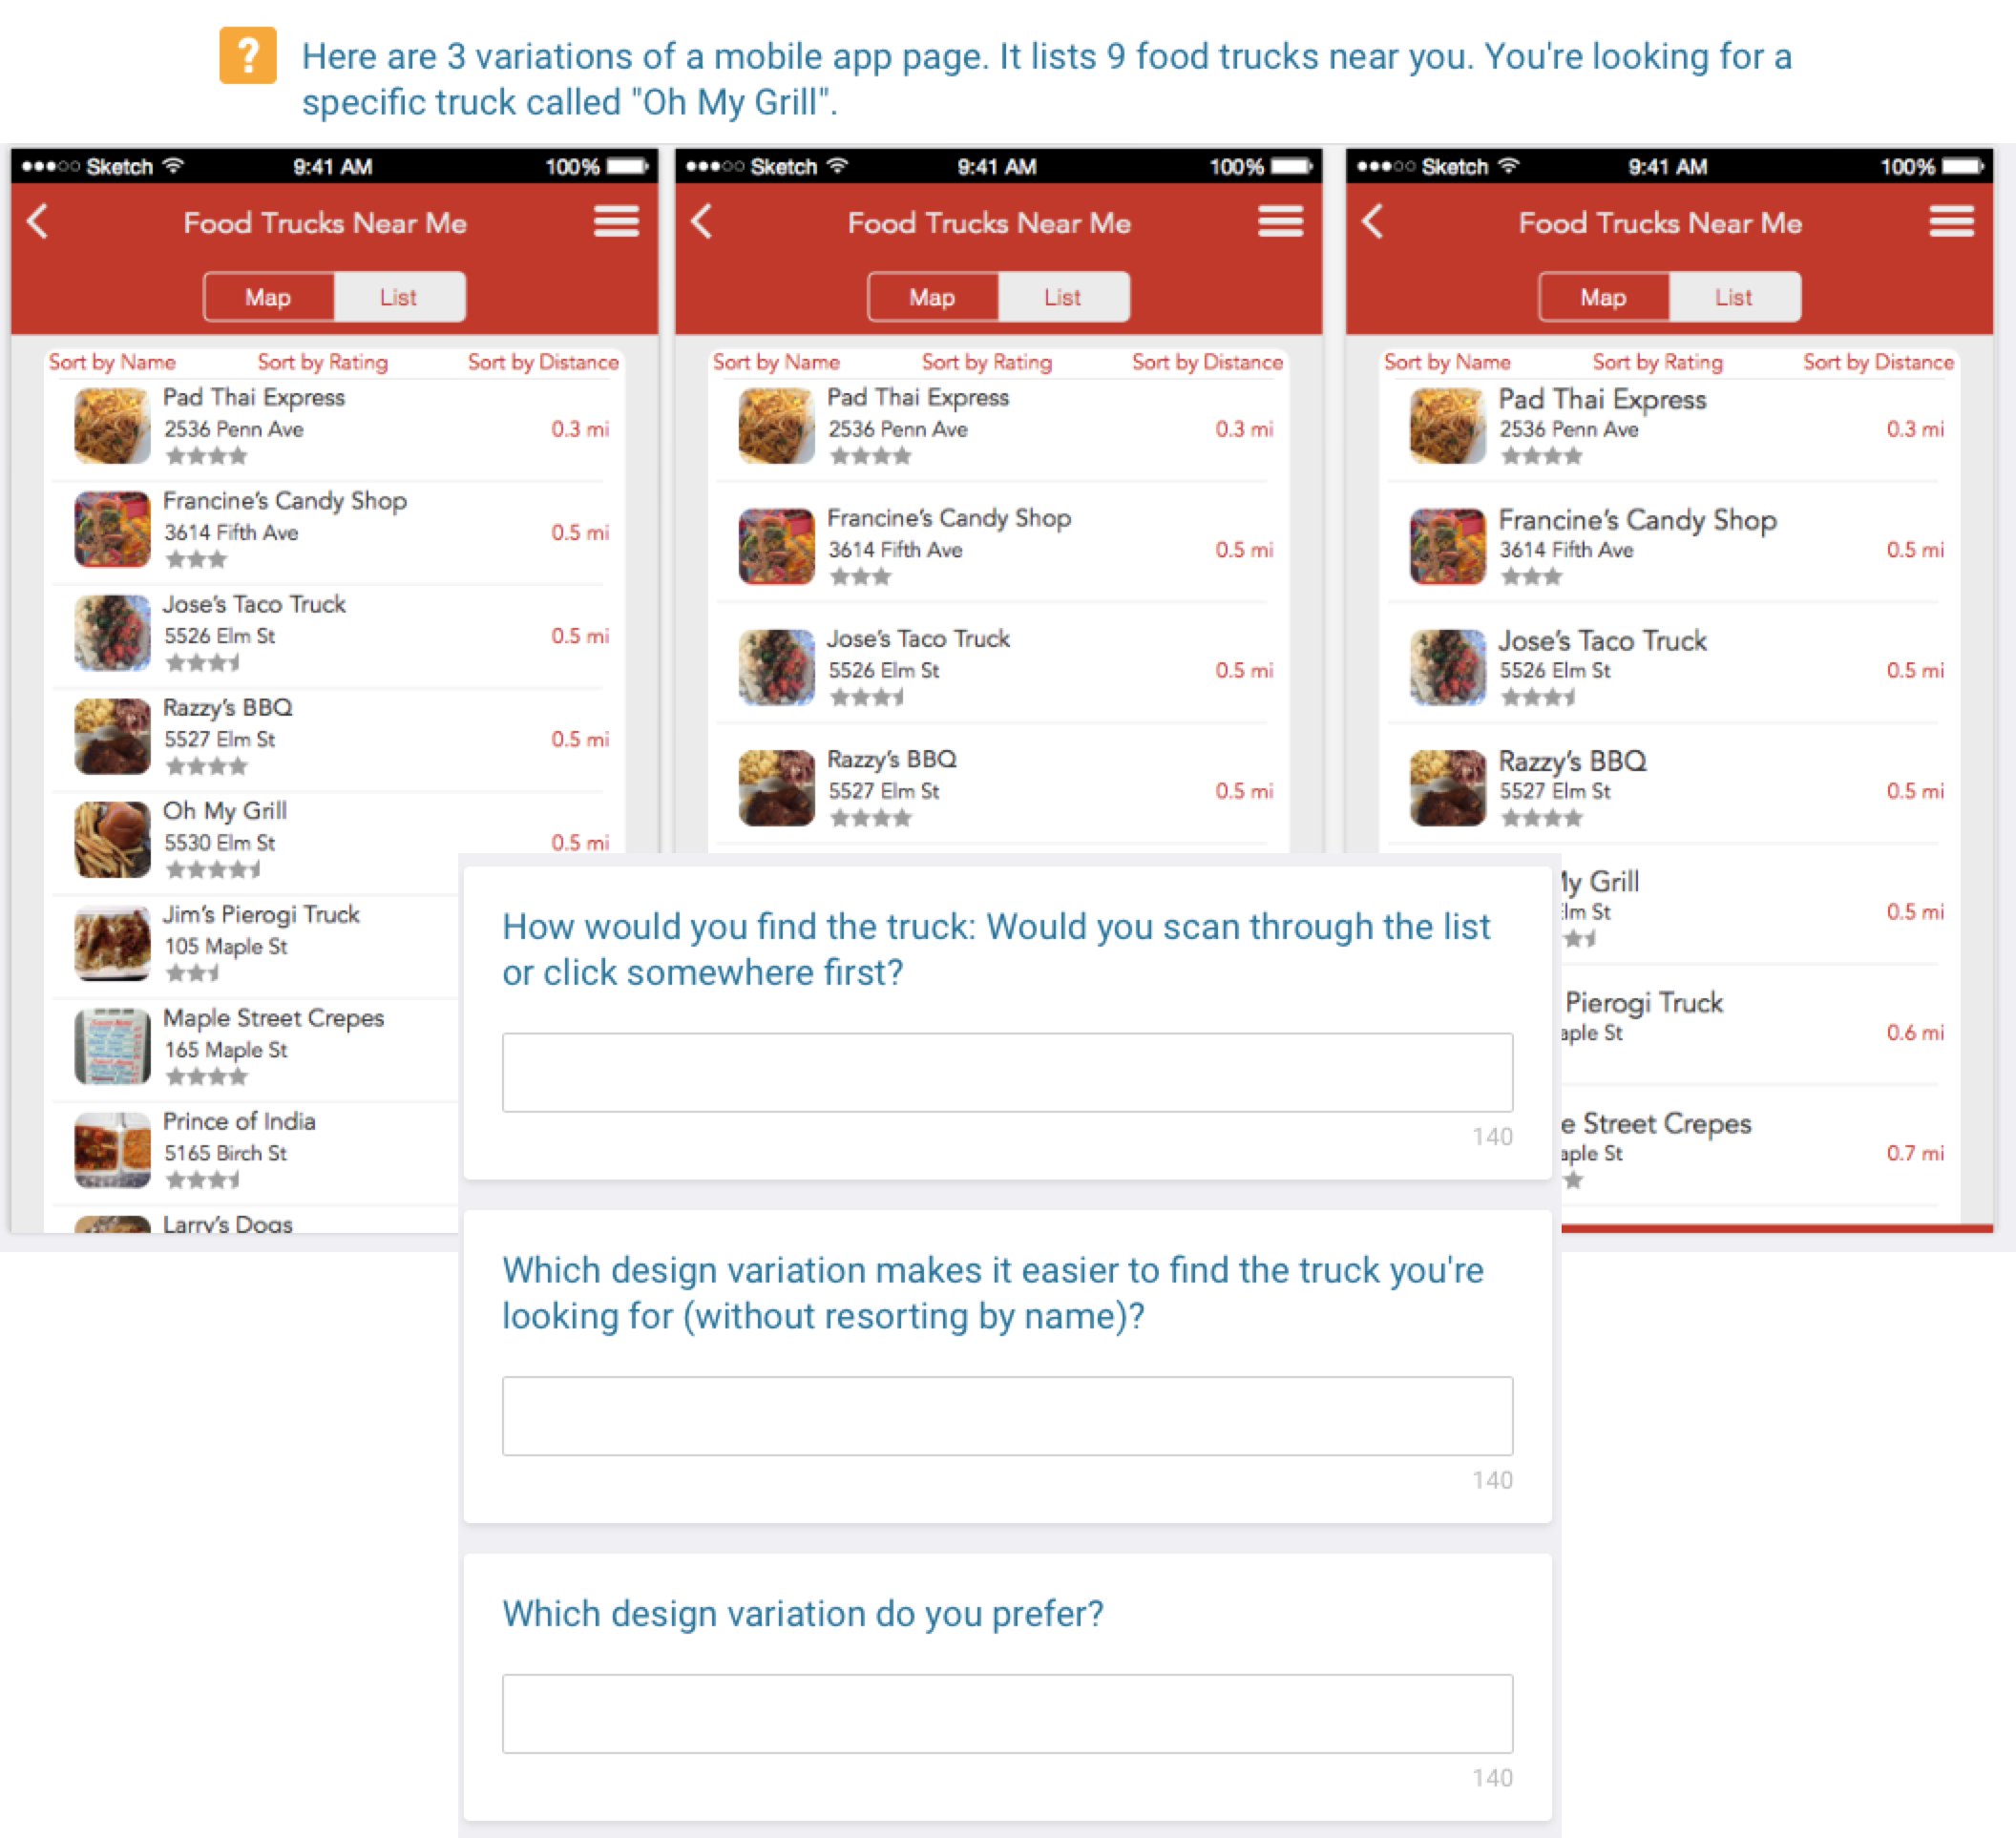 ?
Here are 3 variations of a mobile app page. It lists 9 food trucks near you. You're looking for a
specific truck called "Oh My Grill".
Sketch 9:41 AM 100%
Food Trucks Near Me
Map List
Sort by Name Sort by Rating Sort by Distance
Pad Thai Express
2536 Penn Ave 0.3 mi
Francine's Candy Shop
3614 Fifth Ave 0.5 mi
Jose's Taco Truck
5526 Elm St 0.5 mi
Razzy's BBQ
5527 Elm St 0.5 mi
Oh My Grill
5530 Elm St 0.5 mi
Jim's Pierogi Truck
105 Maple St
Maple Street Crepes
165 Maple St
Prince of India
5165 Birch St
Larry's Dogs
Sketch 9:41 AM 100%
Food Trucks Near Me
Map List
Sort by Name Sort by Rating Sort by Distance
Pad Thai Express
2536 Penn Ave 0.3 mi
Francine's Candy Shop
3614 Fifth Ave 0.5 mi
Jose's Taco Truck
5526 Elm St 0.5 mi
Razzy's BBQ
5527 Elm St 0.5 mi
Sketch 9:41 AM 100%
Food Trucks Near Me
Map List
Sort by Name Sort by Rating Sort by Distance
Pad Thai Express
2536 Penn Ave 0.3 mi
Francine's Candy Shop
3614 Fifth Ave 0.5 mi
Jose's Taco Truck
5526 Elm St 0.5 mi
Razzy's BBQ
5527 Elm St 0.5 mi
My Grill
Elm St 0.5 mi
Pierogi Truck
aple St 0.6 mi
e Street Crepes
aple St 0.7 mi
How would you find the truck: Would you scan through the list
or click somewhere first?
140
Which design variation makes it easier to find the truck you're
looking for (without resorting by name)?
140
Which design variation do you prefer?
140